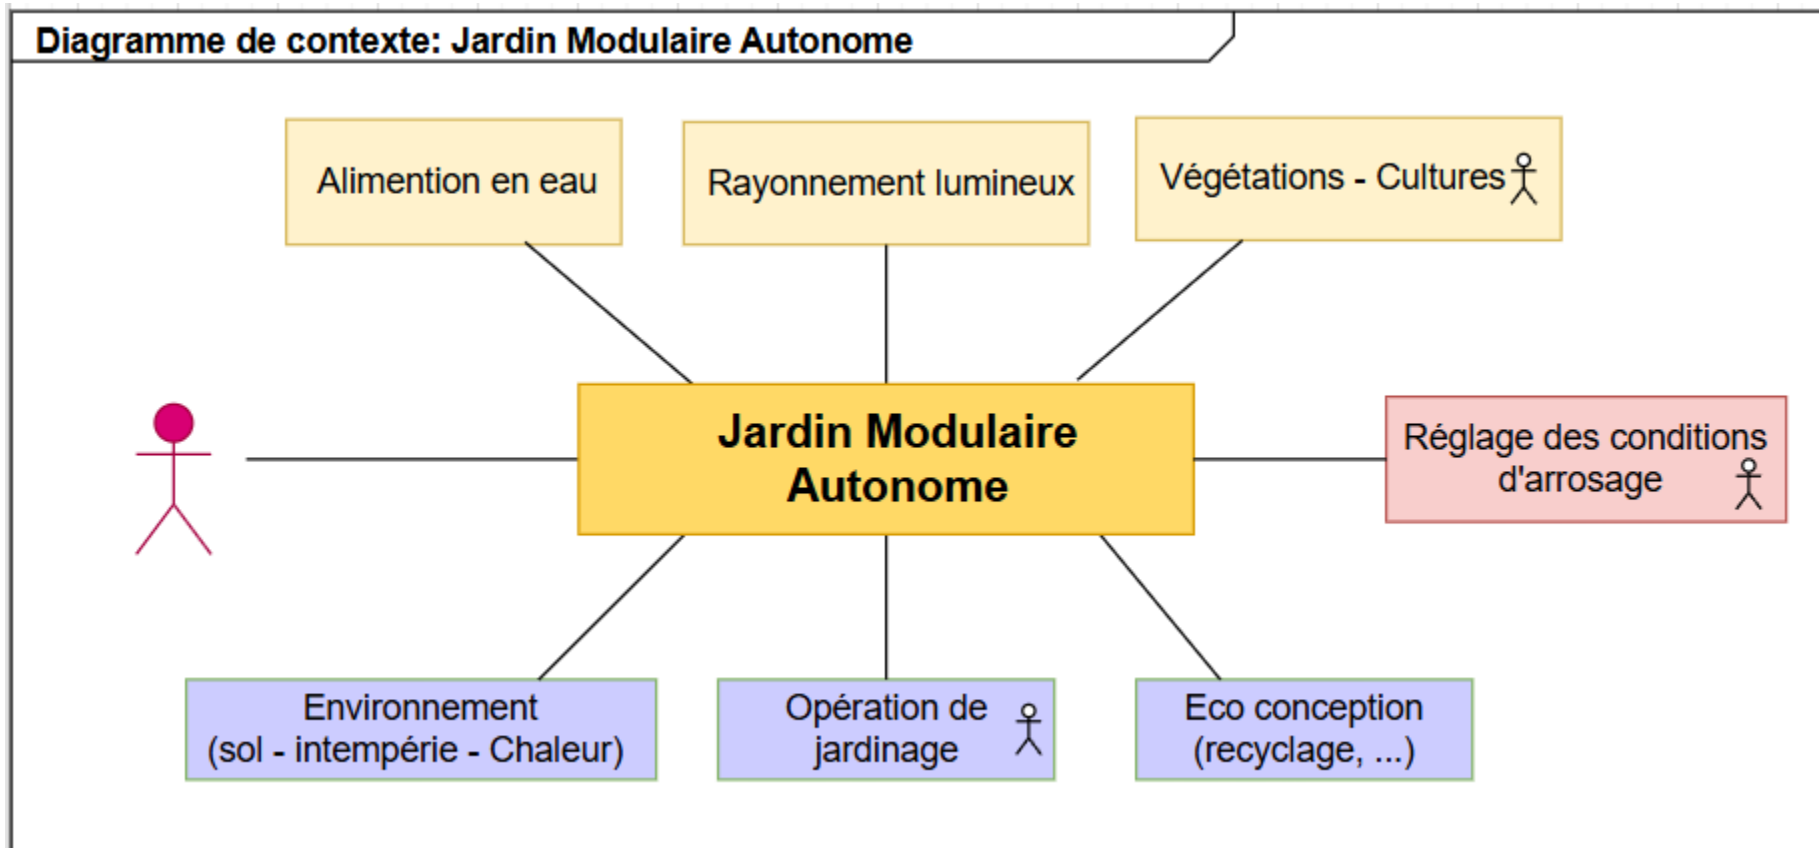 Diagramme de contexte: Jardin Modulaire Autonome
Alimention en eau
Rayonnement lumineux
Végétations - Cultures
Jardin Modulaire
Autonome
Réglage des conditions
d'arrosage
Environnement
(sol - intempérie - Chaleur)
Opération de
jardinage
Eco conception
(recyclage, ...)